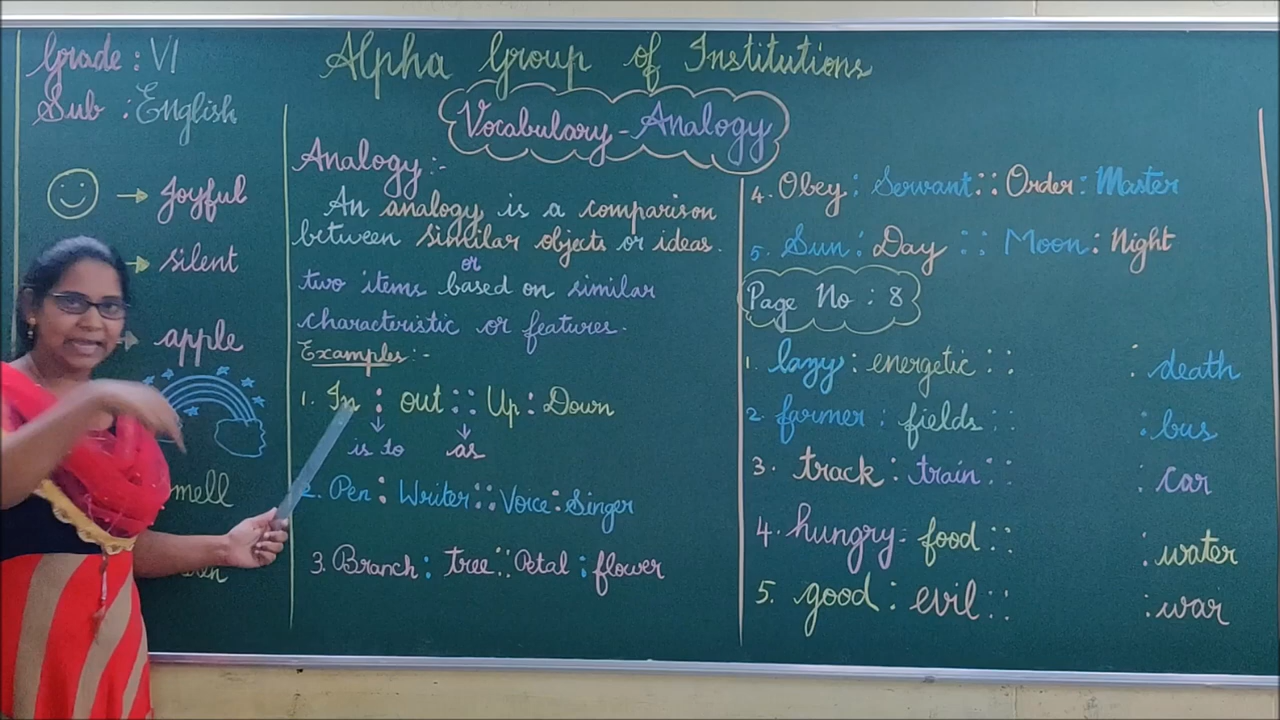 Grade : VI
Sub : English
Alpha Group of Institutions
Vocabulary - Analogy
Joyful
silent
apple
Analogy :-
An analogy is a comparison
between similar objects or ideas.
or
two items based on similar
characteristic or features.
Examples :-
1. In : out :: Up : Down
is to as
2. Pen : Writer :: Voice : Singer
3. Branch : tree :: Petal : flower
4. Obey : Servant :: Order : Master
5. Sun : Day :: Moon : Night
Page No : 8
1. lazy : energetic :: : death
2. farmer : fields :: : bus
3. track : train :: : car
4. hungry : food :: : water
5. good : evil :: : war